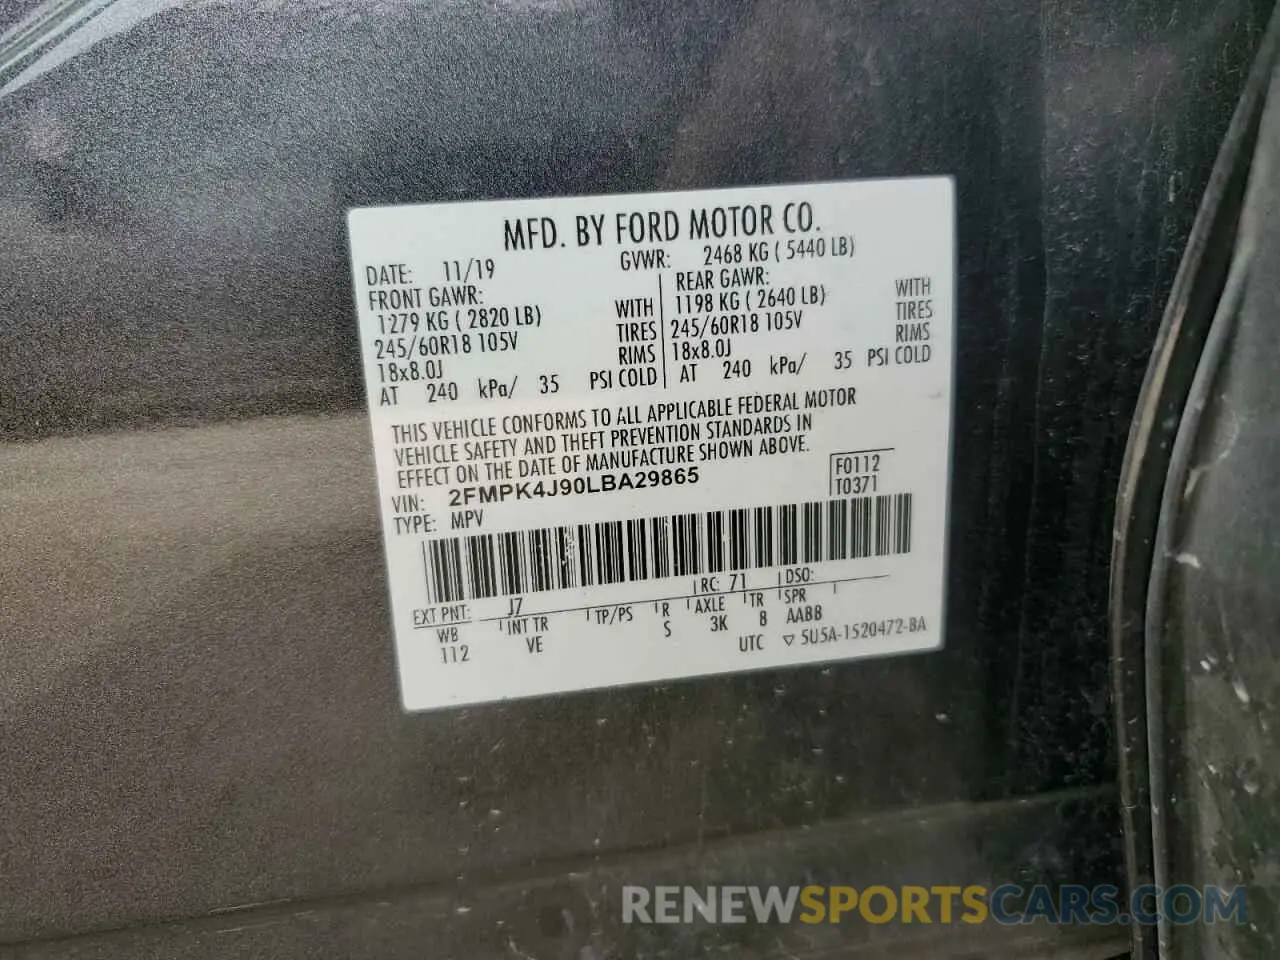 MFD. BY FORD MOTOR CO.
DATE: 11/19 GVWR: 2468 KG ( 5440 LB)
FRONT GAWR: REAR GAWR:
1279 KG ( 2820 LB) WITH 1198 KG ( 2640 LB) WITH
245/60R18 105V TIRES 245/60R18 105V TIRES
18x8.0J RIMS 18x8.0J RIMS
AT 240 kPa/ 35 PSI COLD AT 240 kPa/ 35 PSI COLD
THIS VEHICLE CONFORMS TO ALL APPLICABLE FEDERAL MOTOR
VEHICLE SAFETY AND THEFT PREVENTION STANDARDS IN
EFFECT ON THE DATE OF MANUFACTURE SHOWN ABOVE.
VIN: 2FMPK4J90LBA29865 F0112
TYPE: MPV T0371
EXT PNT: J7 RC: 71 DSO:
WB INT TR TP/PS R AXLE TR SPR
112 VE S 3K 8 AABB
UTC ▽ 5U5A-1520472-BA
RENEWSPORTSCARS.COM